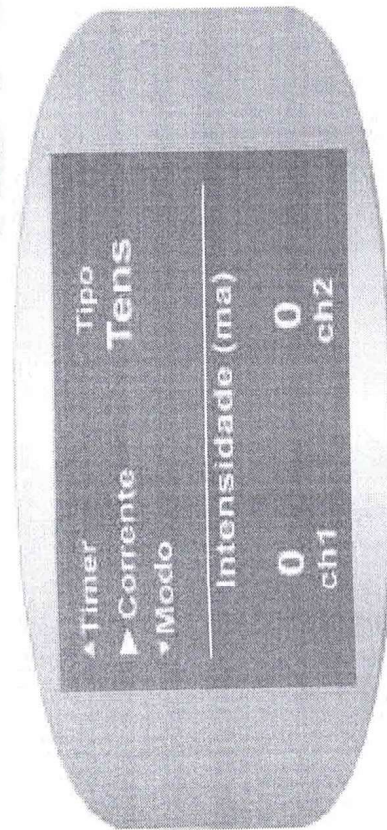 ▲Timer
▶Corrente
▼Modo
Tipo
Tens
Intensidade (ma)
0 0
ch1 ch2